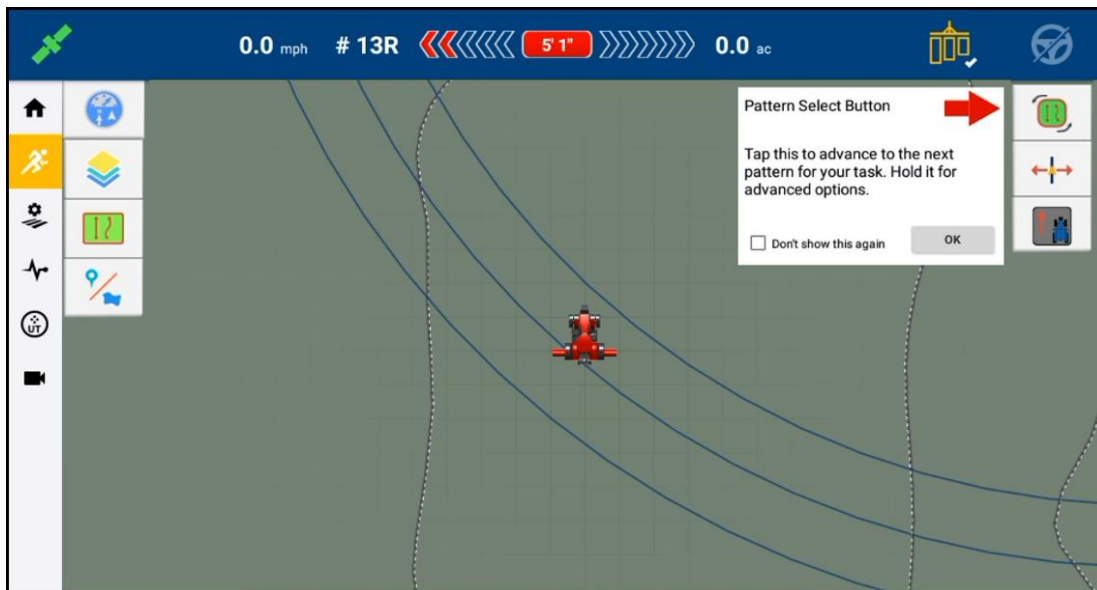 0.0 mph # 13R 5' 1" 0.0 ac
Pattern Select Button
Tap this to advance to the next
pattern for your task. Hold it for
advanced options.
Don't show this again OK
UT